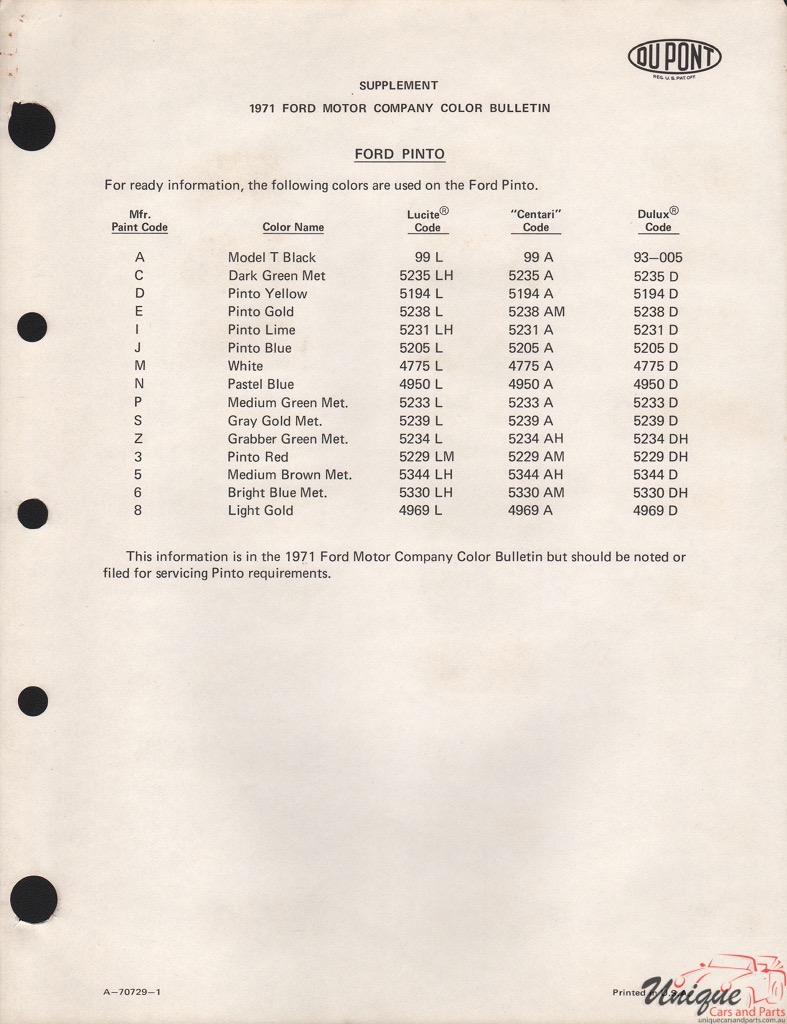 DU PONT
REG. U.S. PAT. OFF.
SUPPLEMENT
1971 FORD MOTOR COMPANY COLOR BULLETIN
FORD PINTO
For ready information, the following colors are used on the Ford Pinto.
Mfr. Lucite® "Centari" Dulux®
Paint Code Color Name Code Code Code
A Model T Black 99 L 99 A 93—005
C Dark Green Met 5235 LH 5235 A 5235 D
D Pinto Yellow 5194 L 5194 A 5194 D
E Pinto Gold 5238 L 5238 AM 5238 D
I Pinto Lime 5231 LH 5231 A 5231 D
J Pinto Blue 5205 L 5205 A 5205 D
M White 4775 L 4775 A 4775 D
N Pastel Blue 4950 L 4950 A 4950 D
P Medium Green Met. 5233 L 5233 A 5233 D
S Gray Gold Met. 5239 L 5239 A 5239 D
Z Grabber Green Met. 5234 L 5234 AH 5234 DH
3 Pinto Red 5229 LM 5229 AM 5229 DH
5 Medium Brown Met. 5344 LH 5344 AH 5344 D
6 Bright Blue Met. 5330 LH 5330 AM 5330 DH
8 Light Gold 4969 L 4969 A 4969 D
This information is in the 1971 Ford Motor Company Color Bulletin but should be noted or
filed for servicing Pinto requirements.
A—70729—1 Printed in U.S.A.
Unique
Cars and Parts
uniquecarsandparts.com.au